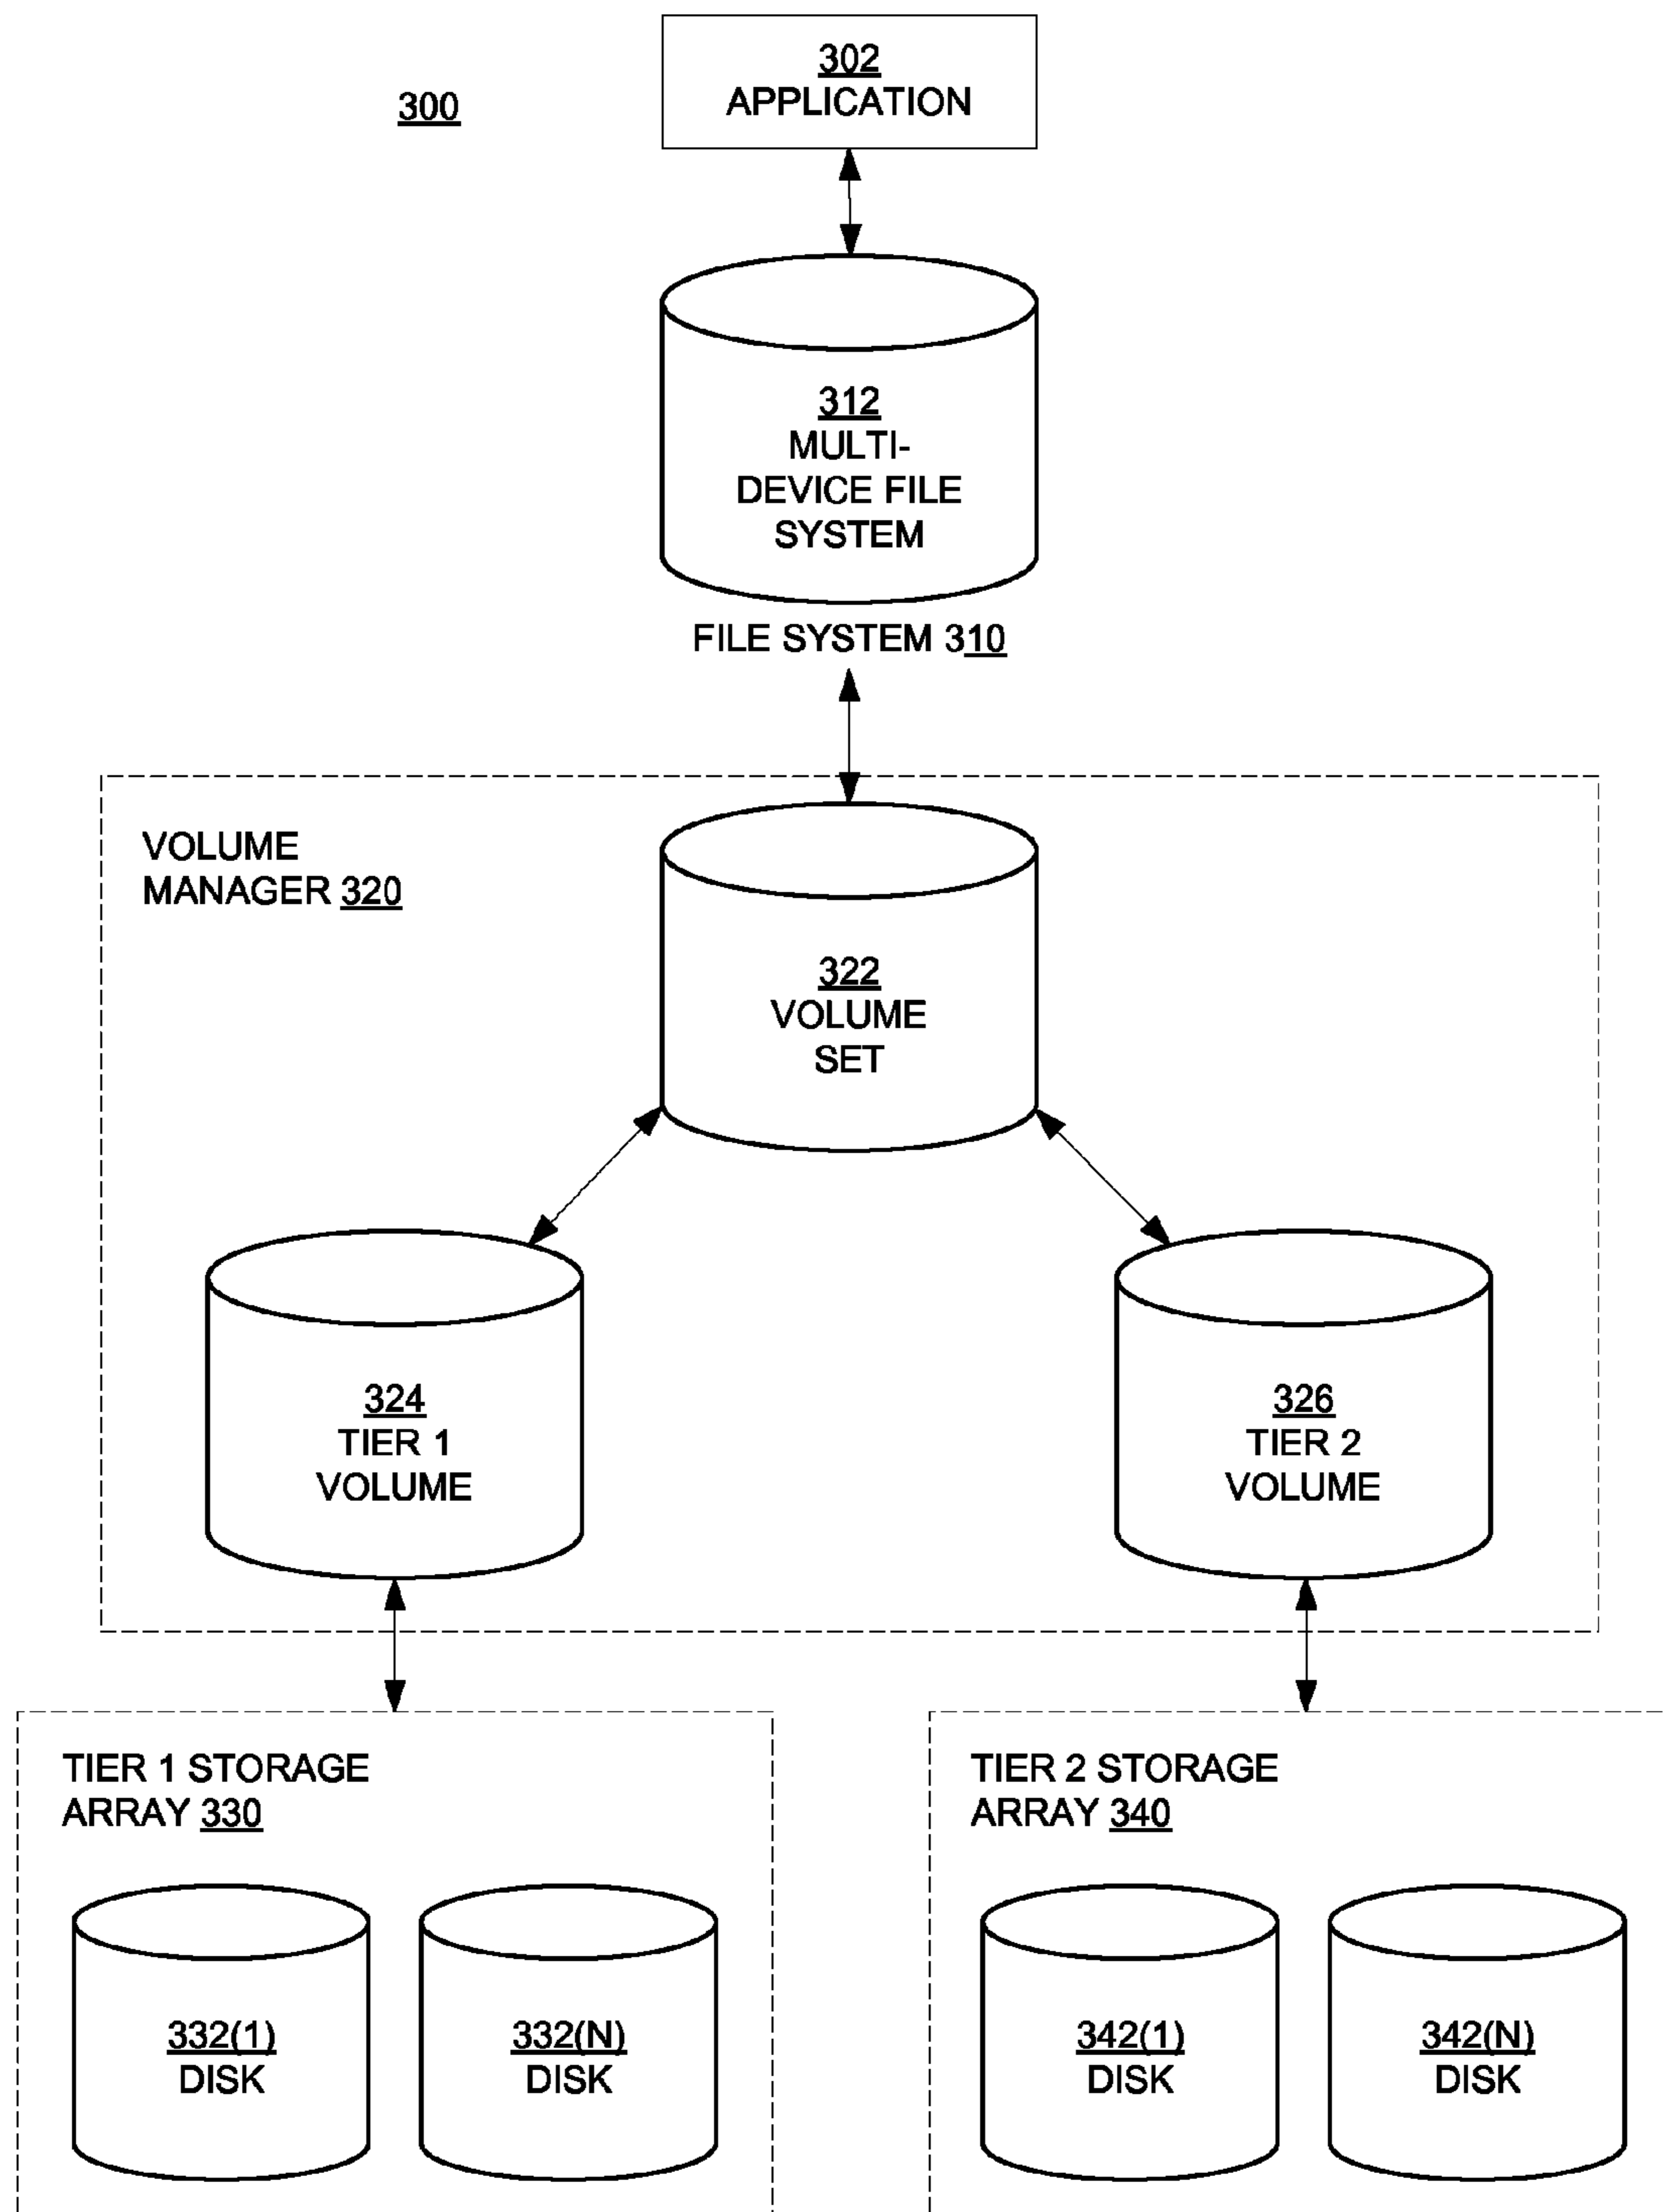 300
302
APPLICATION
312
MULTI-
DEVICE FILE
SYSTEM
FILE SYSTEM 310
VOLUME
MANAGER 320
322
VOLUME
SET
324
TIER 1
VOLUME
326
TIER 2
VOLUME
TIER 1 STORAGE
ARRAY 330
332(1)
DISK
332(N)
DISK
TIER 2 STORAGE
ARRAY 340
342(1)
DISK
342(N)
DISK